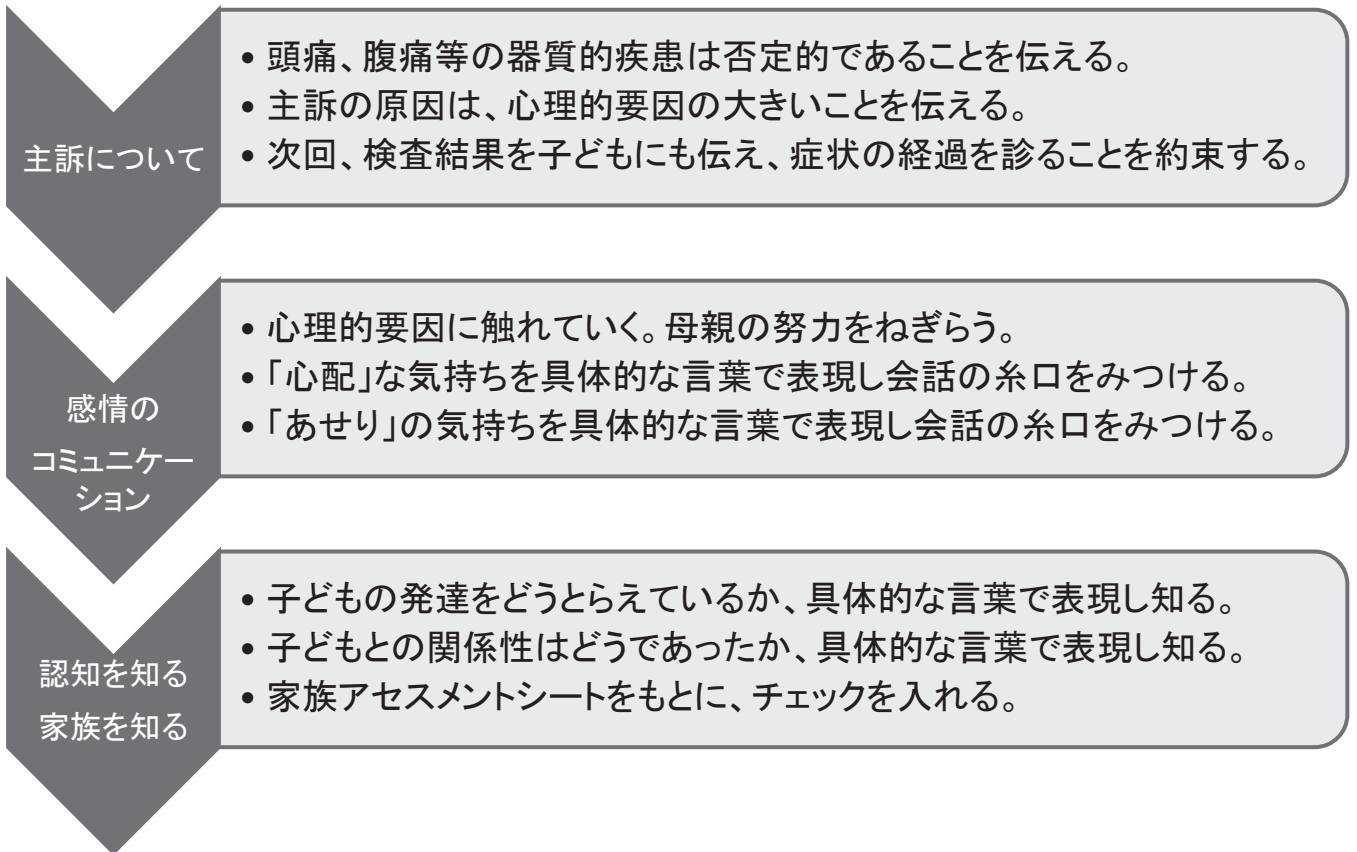 主訴について
• 頭痛、腹痛等の器質的疾患は否定的であることを伝える。
• 主訴の原因は、心理的要因の大きいことを伝える。
• 次回、検査結果を子どもにも伝え、症状の経過を診ることを約束する。
感情の
コミュニケー
ション
• 心理的要因に触れていく。母親の努力をねぎらう。
• 「心配」な気持ちを具体的な言葉で表現し会話の糸口をみつける。
• 「あせり」の気持ちを具体的な言葉で表現し会話の糸口をみつける。
認知を知る
家族を知る
• 子どもの発達をどうとらえているか、具体的な言葉で表現し知る。
• 子どもとの関係性はどうであったか、具体的な言葉で表現し知る。
• 家族アセスメントシートをもとに、チェックを入れる。